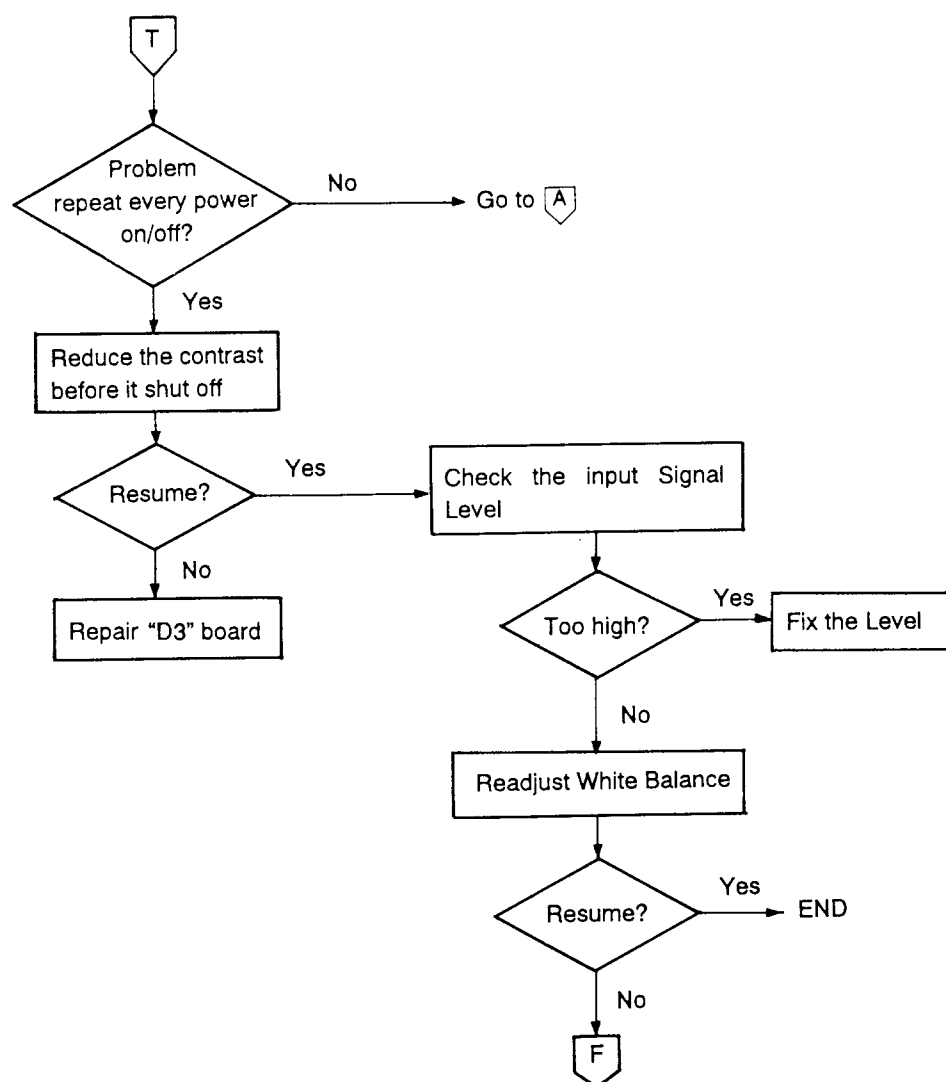 T
Problem
repeat every power
on/off?
No
Go to A
Yes
Reduce the contrast
before it shut off
Resume?
Yes
Check the input Signal
Level
No
Repair “D3” board
Too high?
Yes
Fix the Level
No
Readjust White Balance
Resume?
Yes
END
No
F